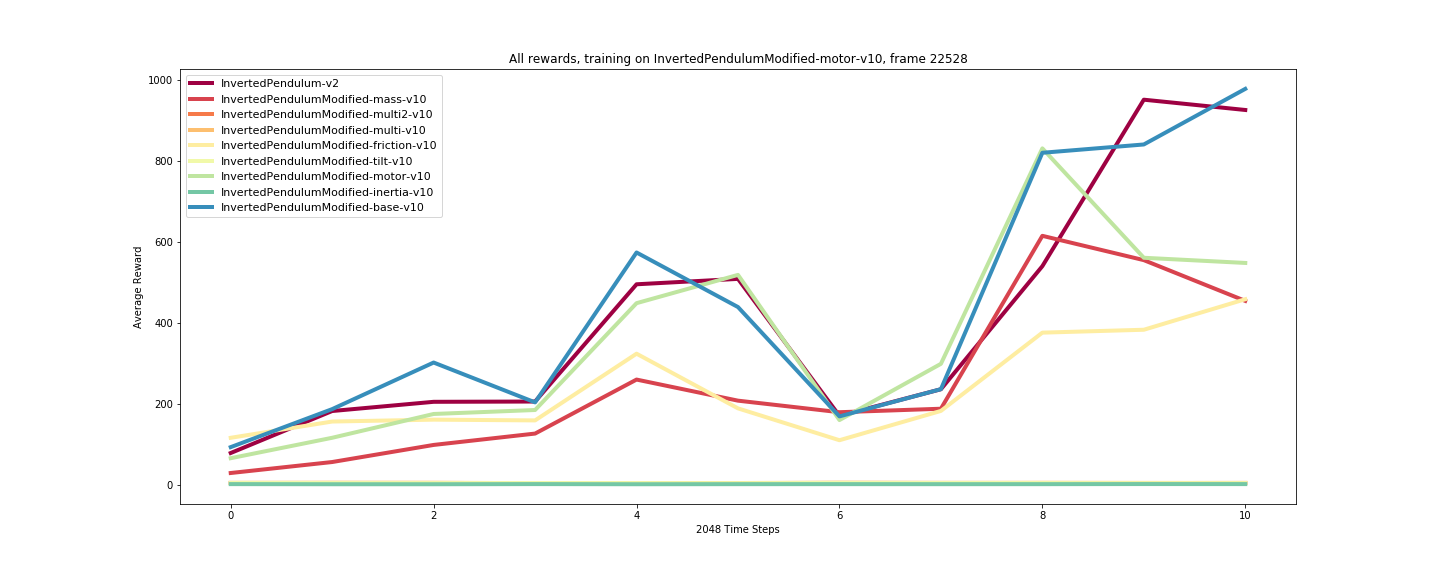 All rewards, training on InvertedPendulumModified-motor-v10, frame 22528
1000
800
600
400
200
0
Average Reward
InvertedPendulum-v2
InvertedPendulumModified-mass-v10
InvertedPendulumModified-multi2-v10
InvertedPendulumModified-multi-v10
InvertedPendulumModified-friction-v10
InvertedPendulumModified-tilt-v10
InvertedPendulumModified-motor-v10
InvertedPendulumModified-inertia-v10
InvertedPendulumModified-base-v10
0 2 4 6 8 10
2048 Time Steps